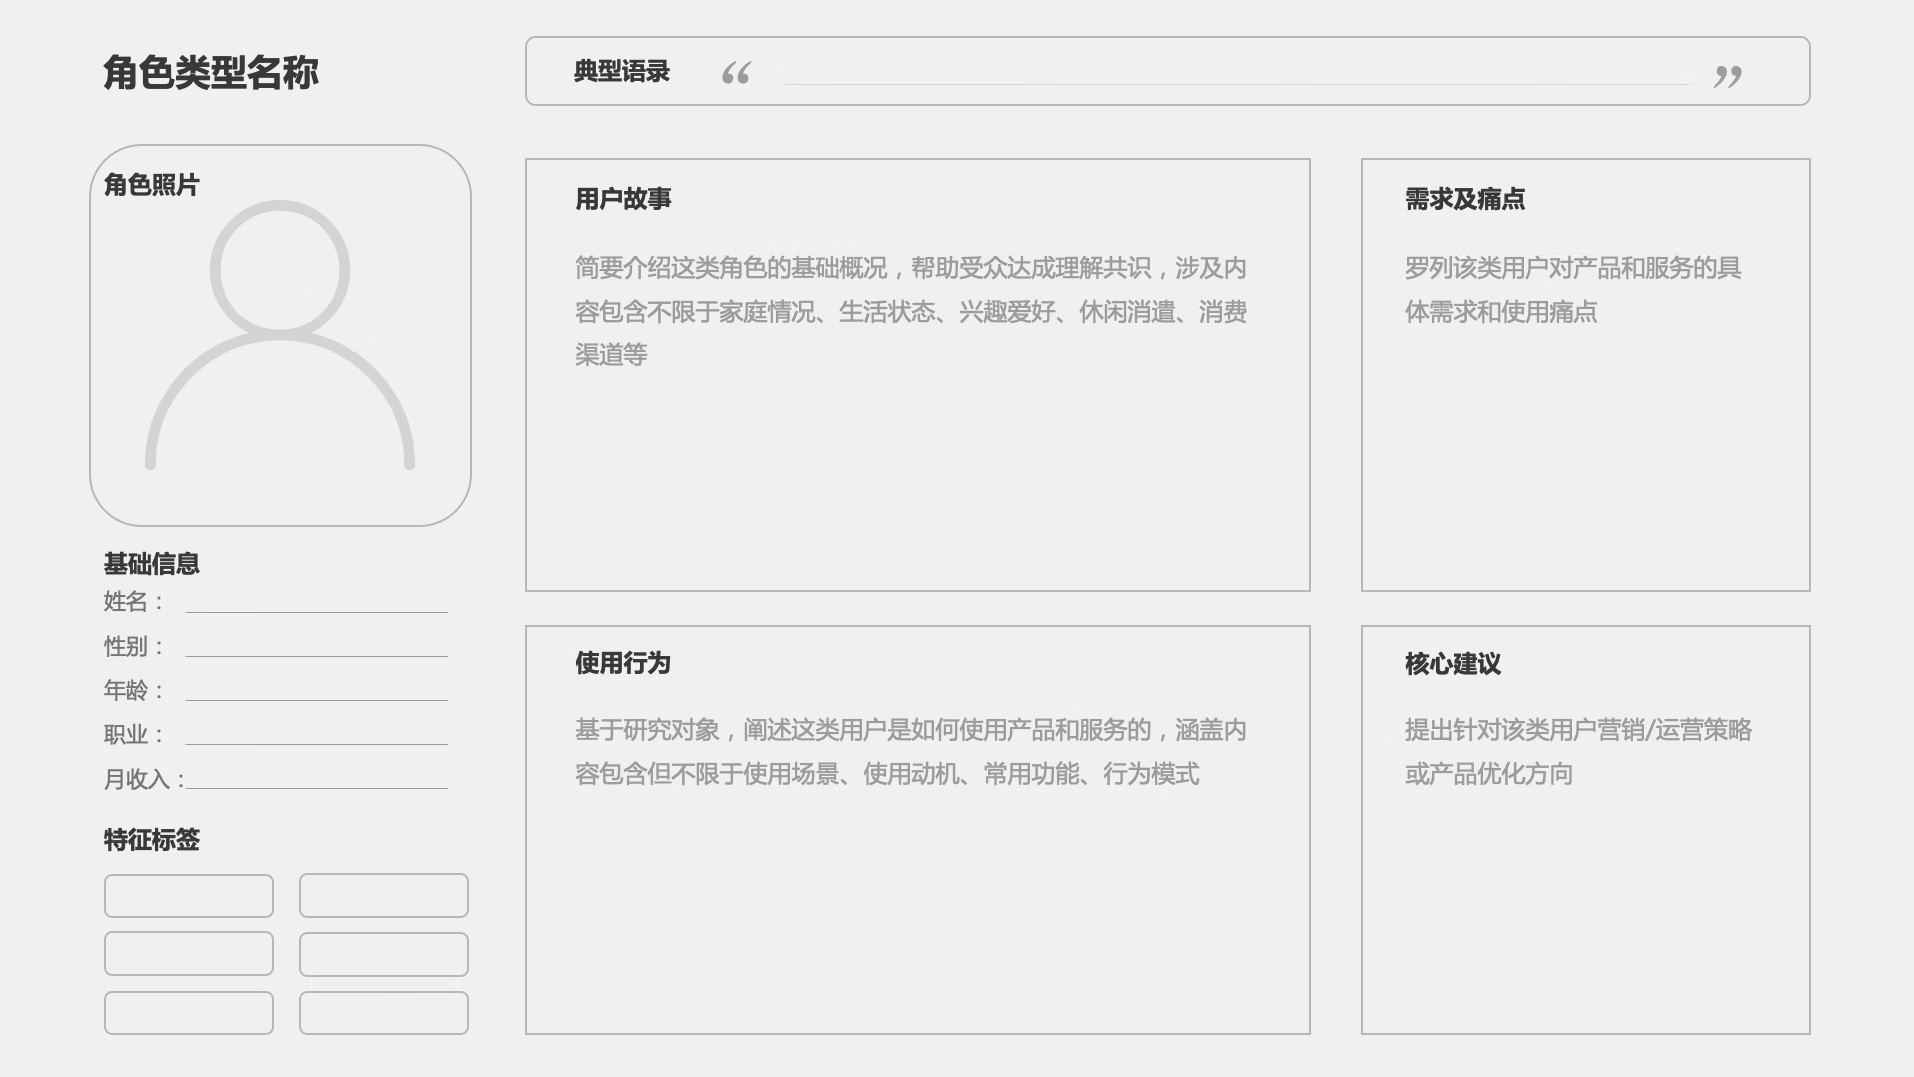 角色类型名称
典型语录 “ ”
角色照片
基础信息
姓名：
性别：
年龄：
职业：
月收入：
特征标签
用户故事
简要介绍这类角色的基础概况，帮助受众达成理解共识，涉及内
容包含不限于家庭情况、生活状态、兴趣爱好、休闲消遣、消费
渠道等
需求及痛点
罗列该类用户对产品和服务的具
体需求和使用痛点
使用行为
基于研究对象，阐述这类用户是如何使用产品和服务的，涵盖内
容包含但不限于使用场景、使用动机、常用功能、行为模式
核心建议
提出针对该类用户营销/运营策略
或产品优化方向